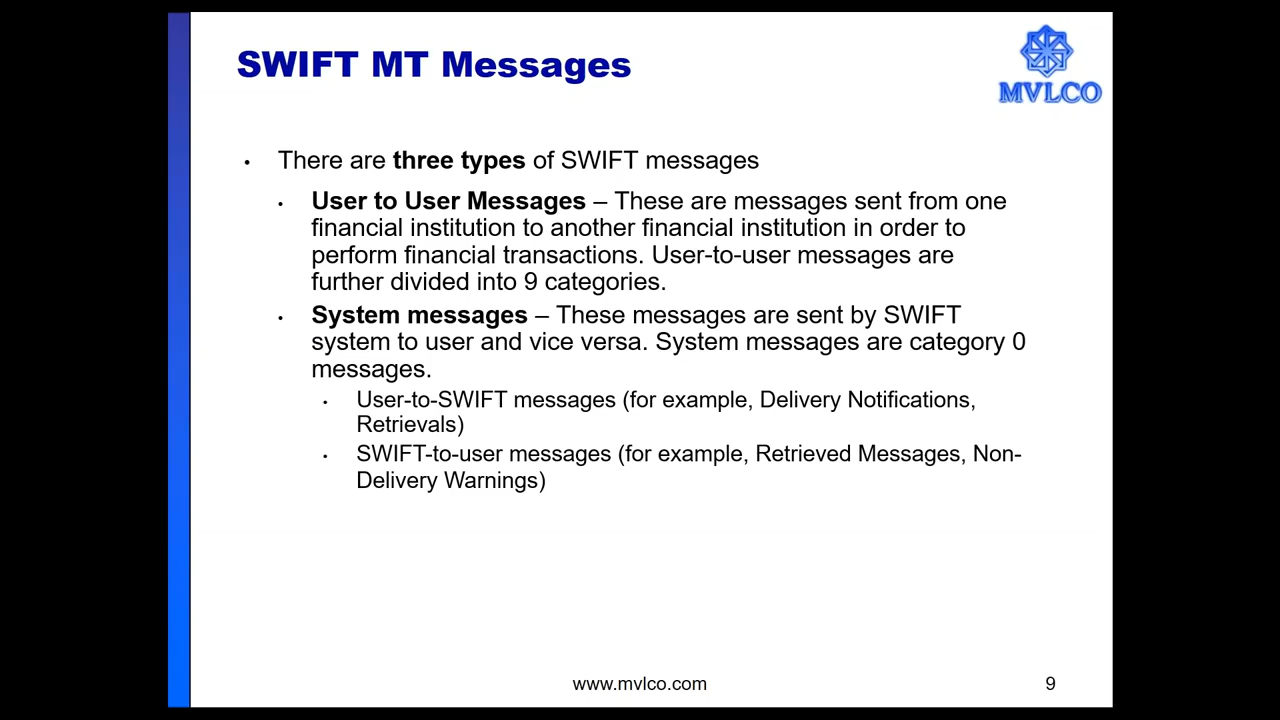 SWIFT MT Messages
MVLCO
• There are three types of SWIFT messages
• User to User Messages – These are messages sent from one
financial institution to another financial institution in order to
perform financial transactions. User-to-user messages are
further divided into 9 categories.
• System messages – These messages are sent by SWIFT
system to user and vice versa. System messages are category 0
messages.
• User-to-SWIFT messages (for example, Delivery Notifications,
Retrievals)
• SWIFT-to-user messages (for example, Retrieved Messages, Non-
Delivery Warnings)
www.mvlco.com
9